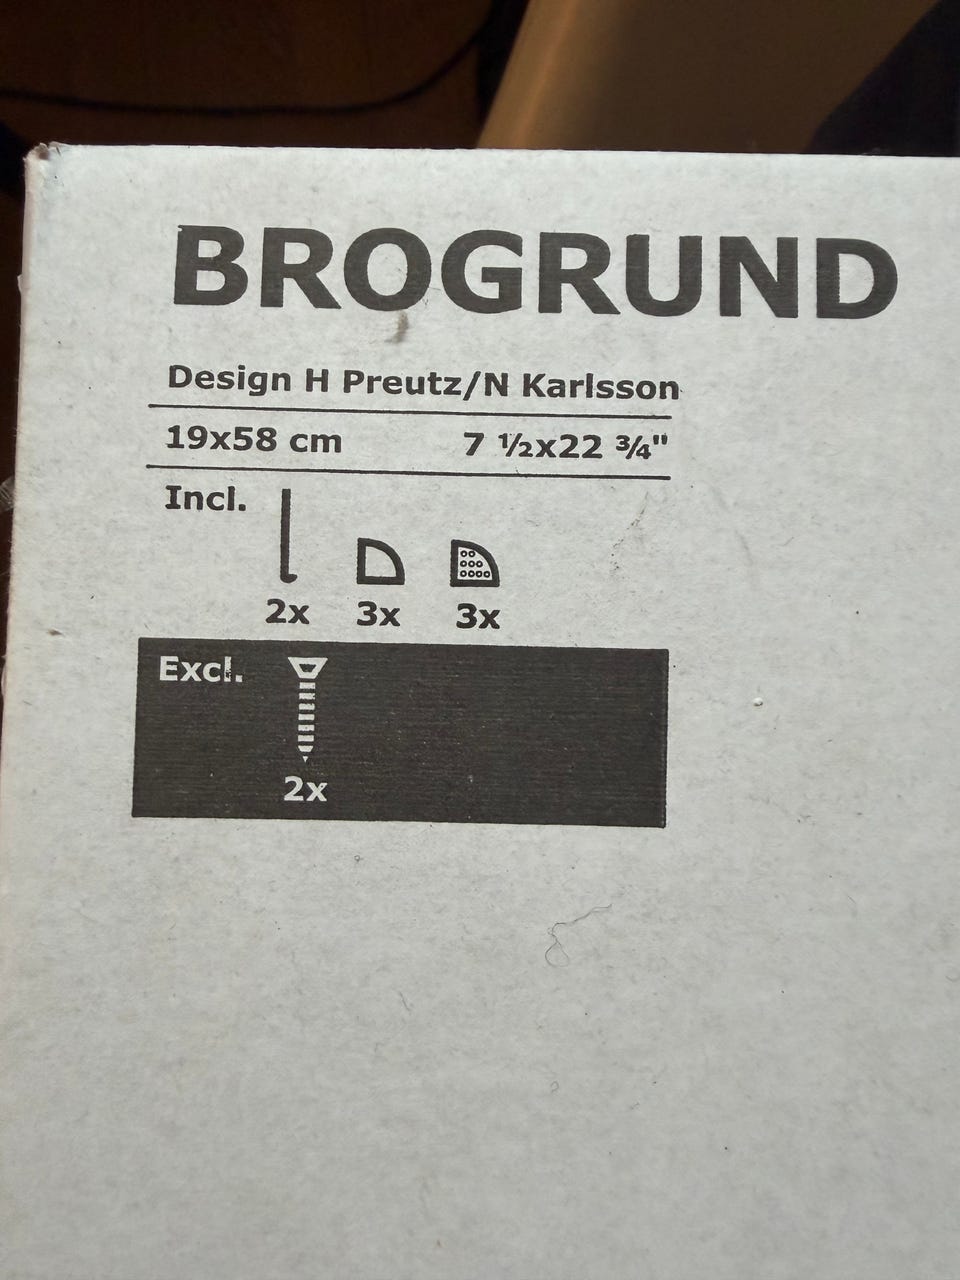 BROGRUND
Design H Preutz/N Karlsson
19x58 cm 7 ½x22 ¾"
Incl.
2x 3x 3x
Excl.
2x